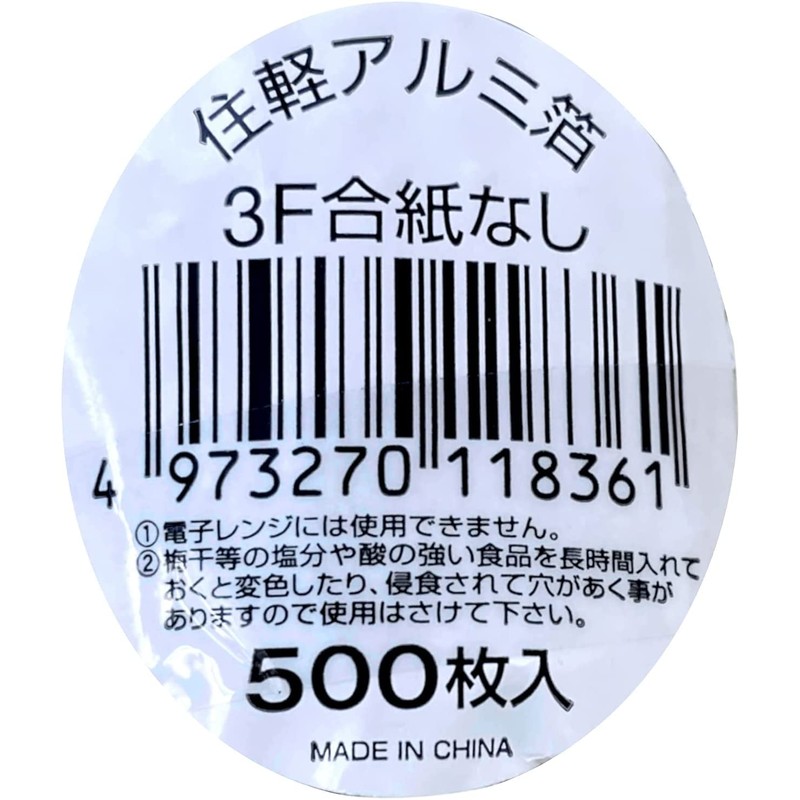 住軽アルミ箔
3F合紙なし
4 973270 118361
①電子レンジには使用できません。
②梅干等の塩分や酸の強い食品を長時間入れて
おくと変色したり、侵食されて穴があく事が
ありますので使用はさけて下さい。
500枚入
MADE IN CHINA